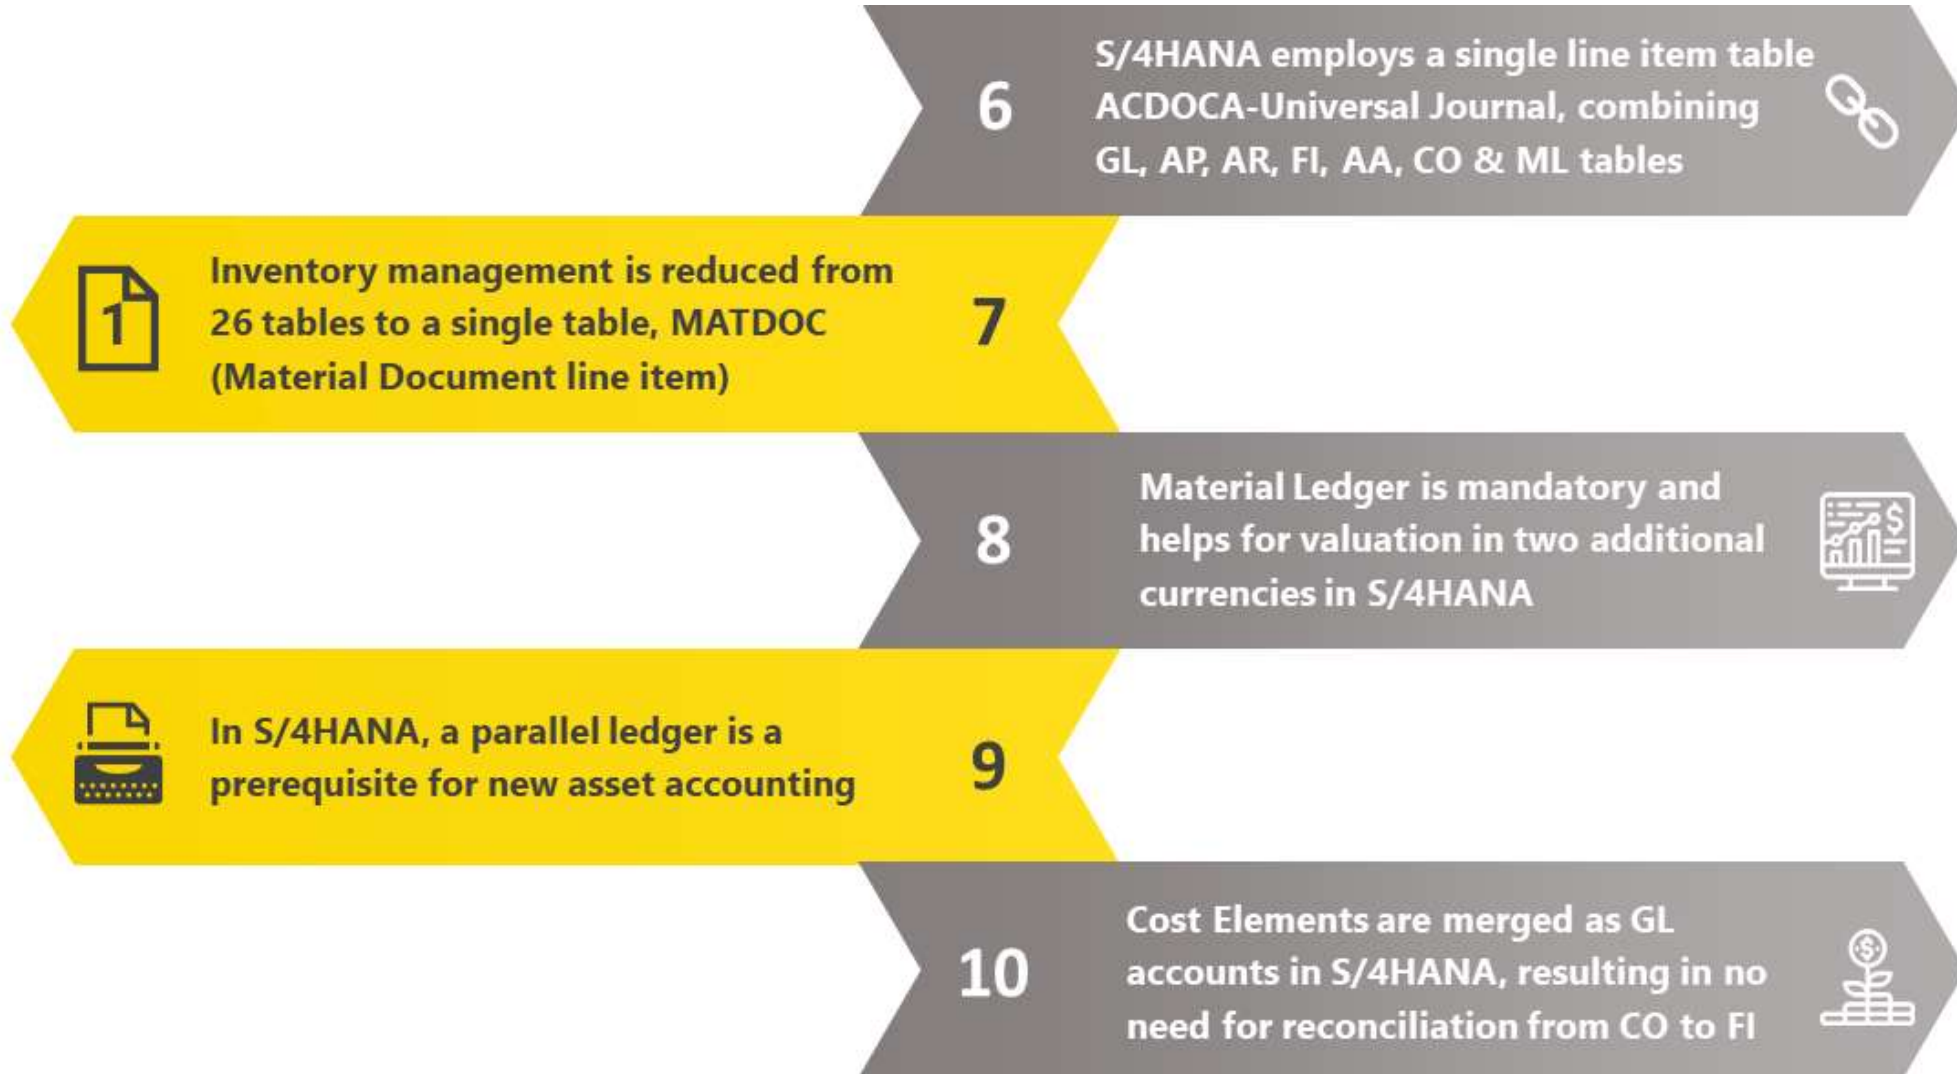 6
S/4HANA employs a single line item table
ACDOCA-Universal Journal, combining
GL, AP, AR, FI, AA, CO & ML tables
1
Inventory management is reduced from
26 tables to a single table, MATDOC
(Material Document line item)
7
8
Material Ledger is mandatory and
helps for valuation in two additional
currencies in S/4HANA
$
In S/4HANA, a parallel ledger is a
prerequisite for new asset accounting
9
10
Cost Elements are merged as GL
accounts in S/4HANA, resulting in no
need for reconciliation from CO to FI
$